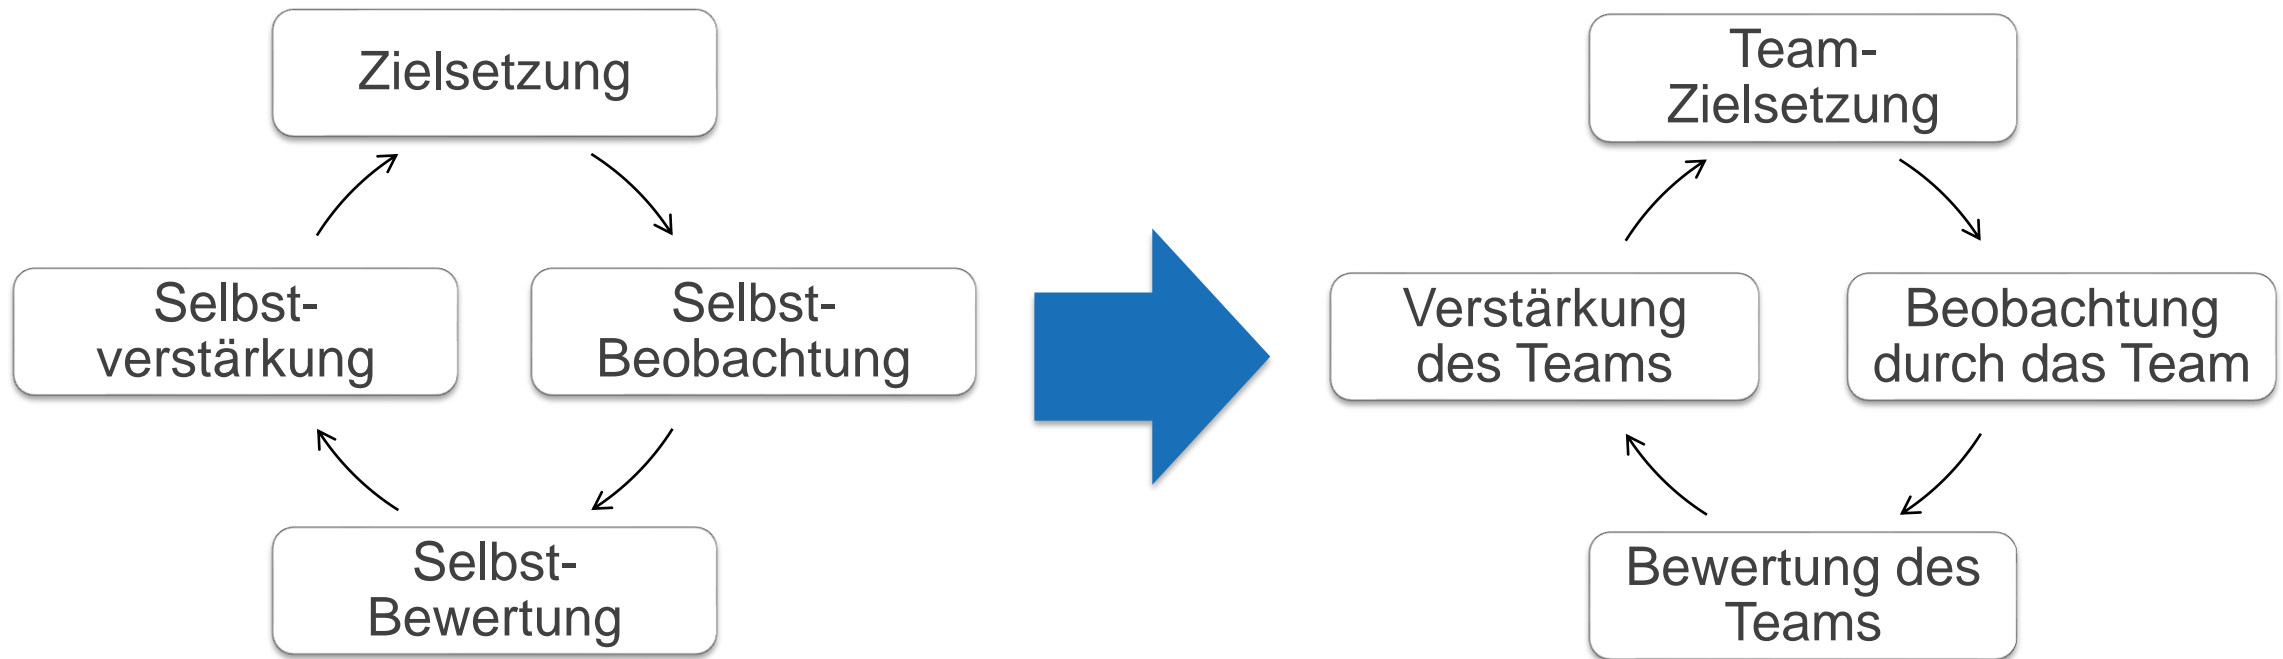 Zielsetzung
Selbst-
verstärkung
Selbst-
Beobachtung
Selbst-
Bewertung
Team-
Zielsetzung
Verstärkung
des Teams
Beobachtung
durch das Team
Bewertung des
Teams